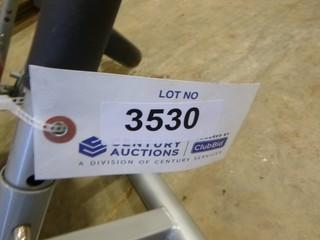 LOT NO
3530
CENTURY
AUCTIONS
ClubBid
A DIVISION OF CENTURY SERVICES